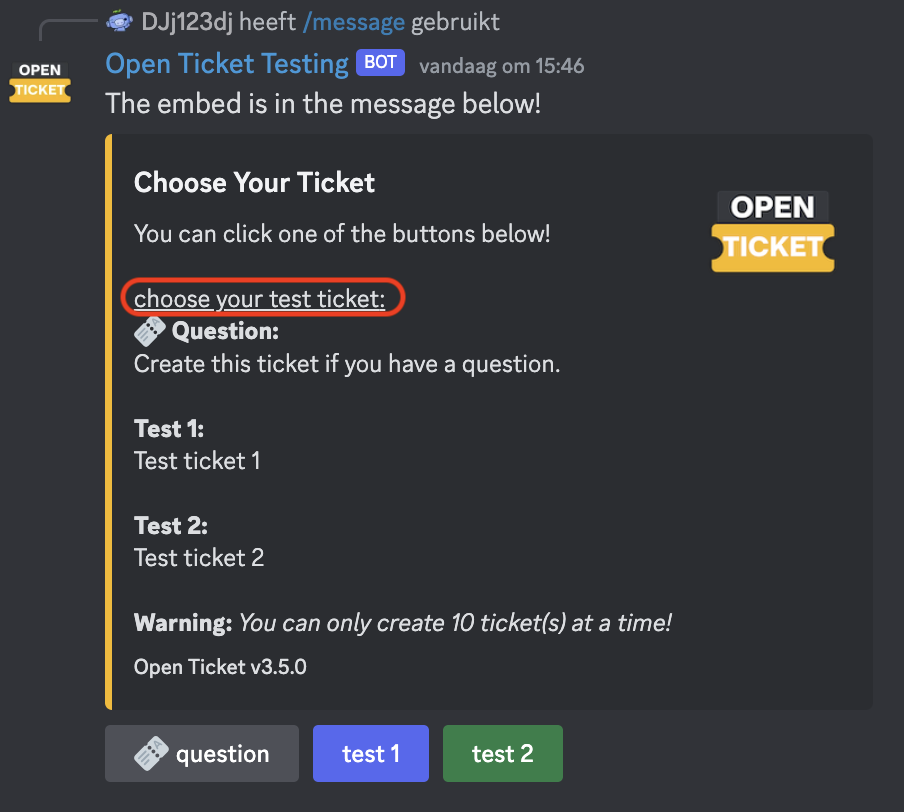 DJj123dj heeft /message gebruikt
OPEN
TICKET
Open Ticket Testing BOT vandaag om 15:46
The embed is in the message below!
Choose Your Ticket
OPEN
TICKET
You can click one of the buttons below!
choose your test ticket:
Question:
Create this ticket if you have a question.
Test 1:
Test ticket 1
Test 2:
Test ticket 2
Warning: You can only create 10 ticket(s) at a time!
Open Ticket v3.5.0
question test 1 test 2